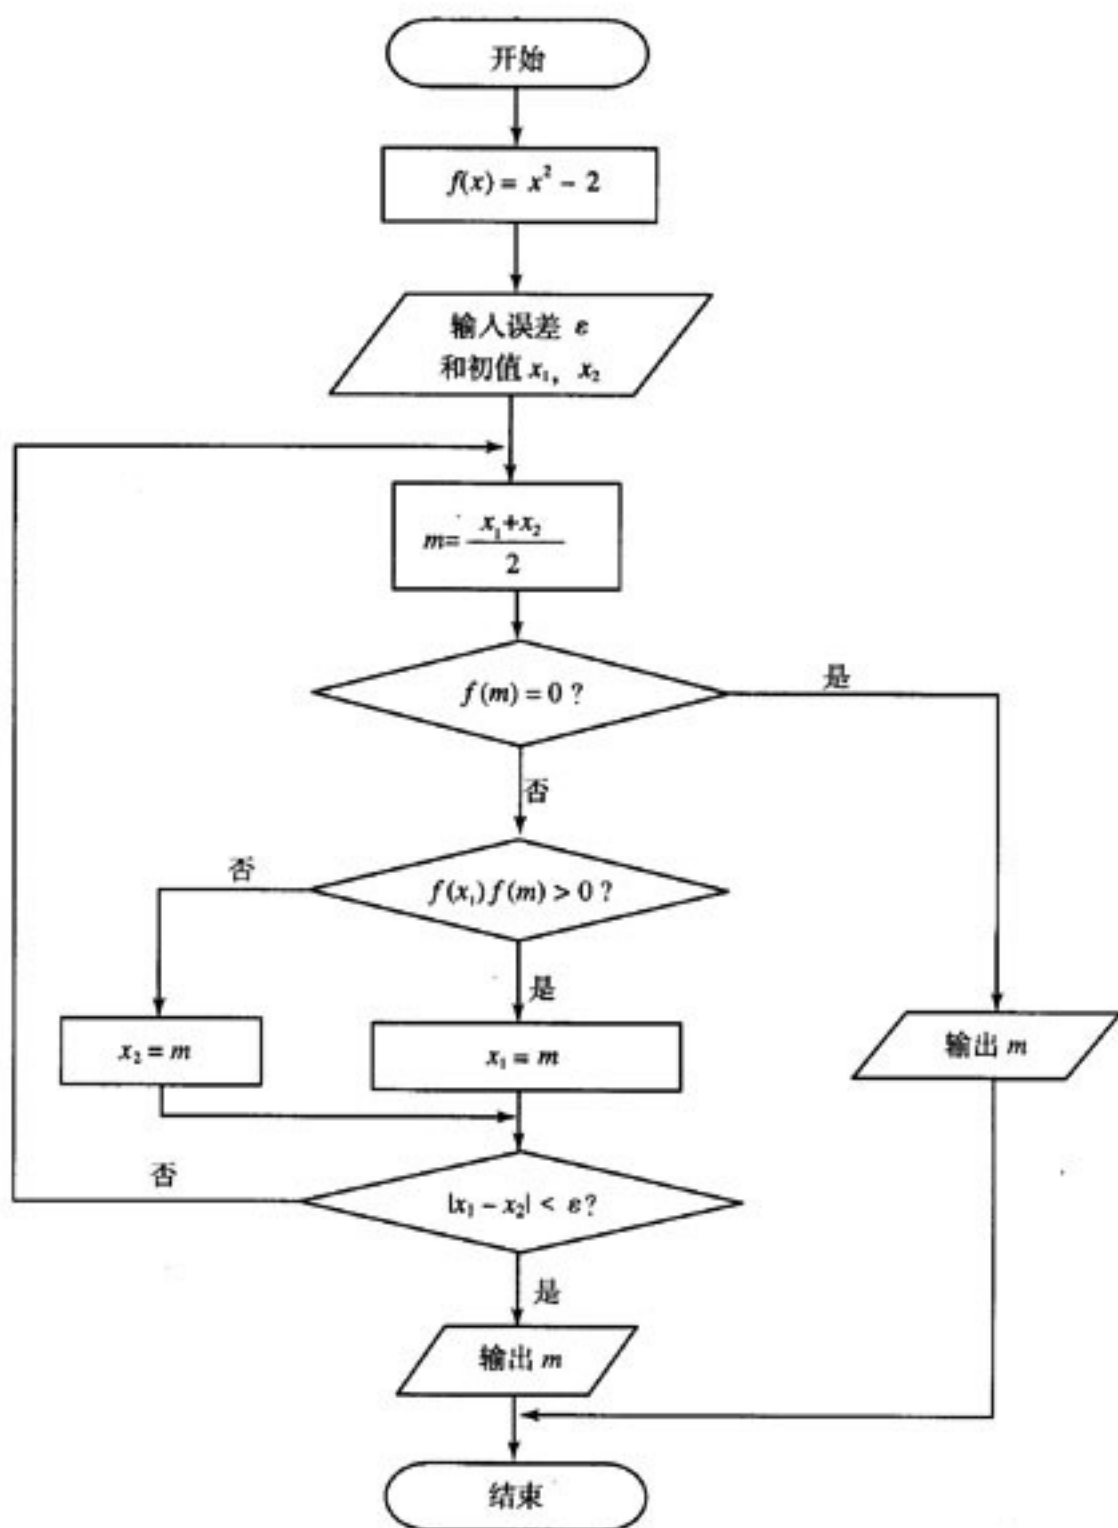 开始
f(x) = x² - 2
输入误差 ε
和初值 x₁, x₂
m= x₁+x₂
2
f(m) = 0 ?
是
否
f(x₁)f(m) > 0 ?
否
是
x₂ = m
x₁ = m
输出 m
|x₁ - x₂| < ε?
否
是
输出 m
结束